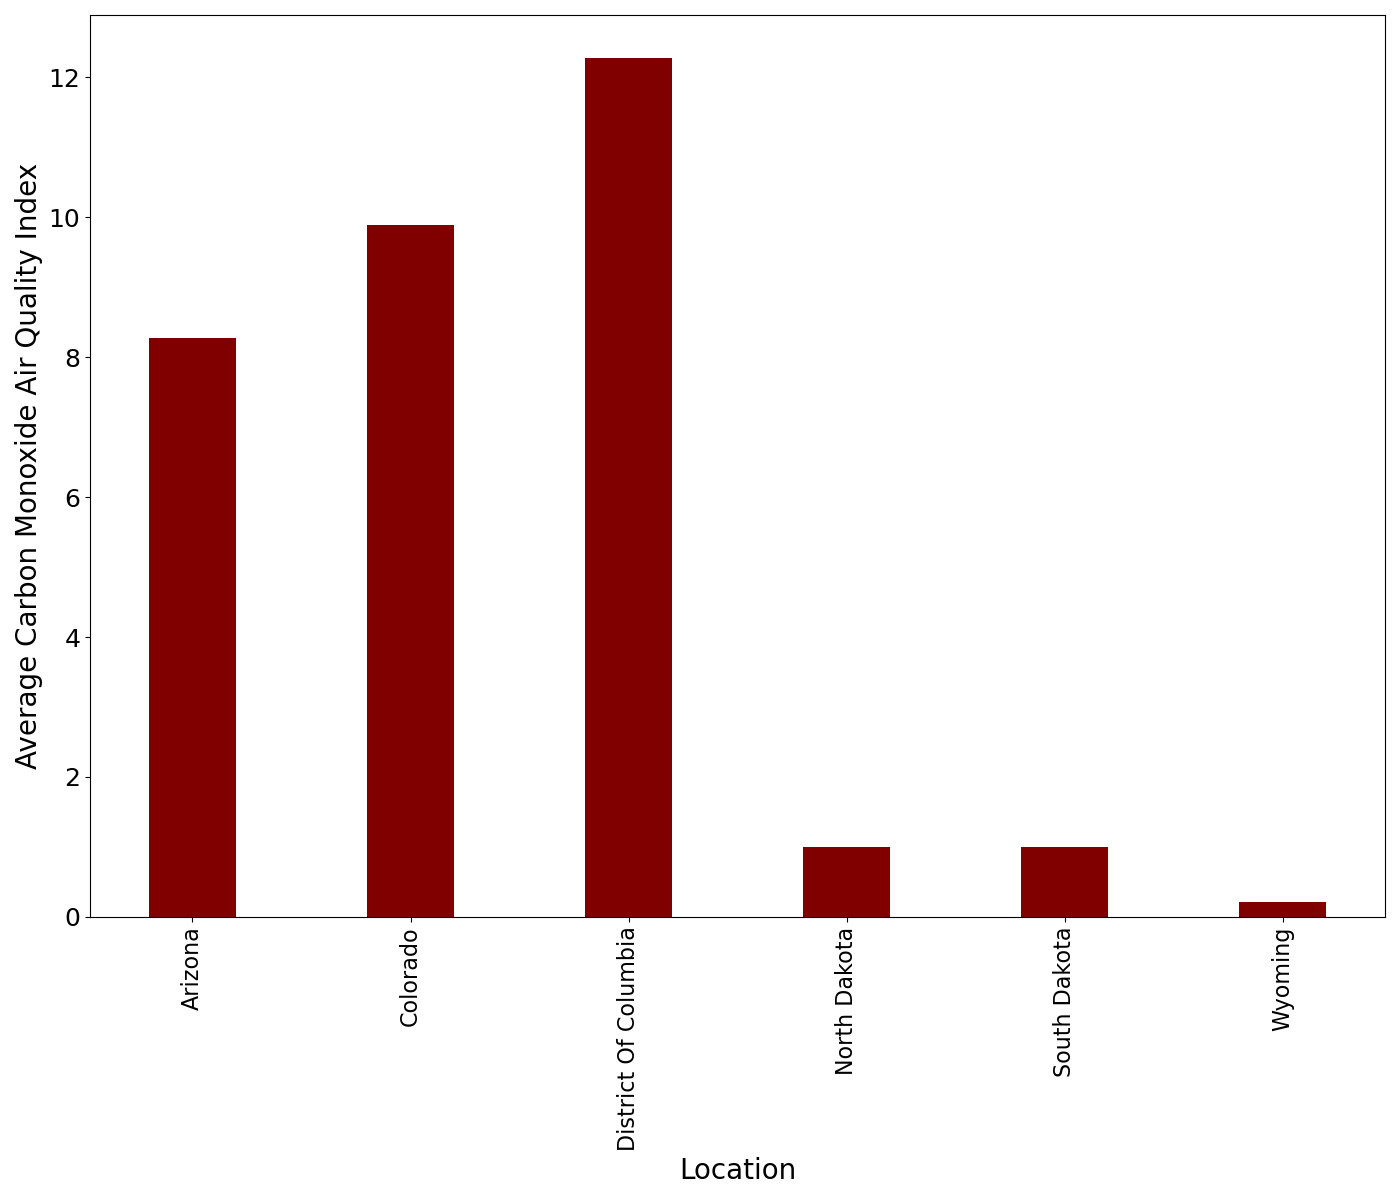 Average Carbon Monoxide Air Quality Index
12
10
8
6
4
2
0
Arizona
Colorado
District Of Columbia
North Dakota
South Dakota
Wyoming
Location